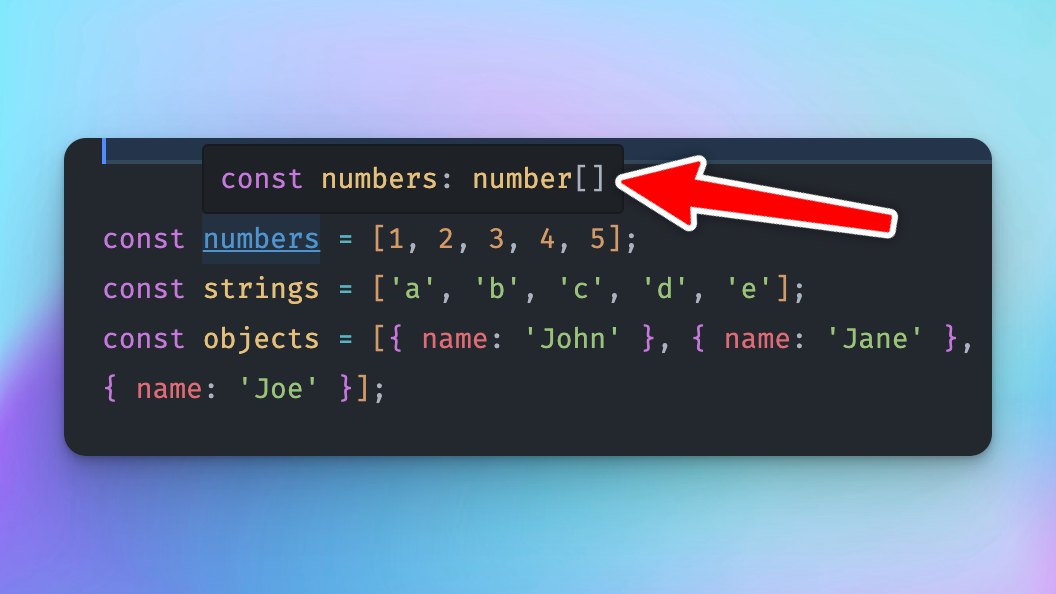 const numbers: number[]
const numbers = [1, 2, 3, 4, 5];
const strings = ['a', 'b', 'c', 'd', 'e'];
const objects = [{ name: 'John' }, { name: 'Jane' },
{ name: 'Joe' }];